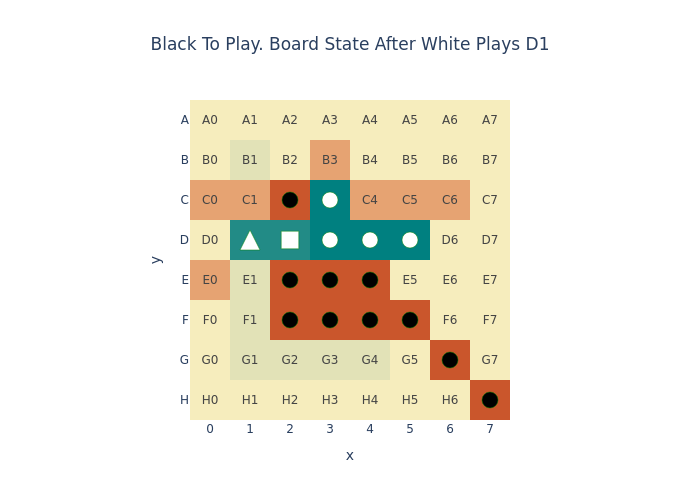 Black To Play. Board State After White Plays D1
A A0 A1 A2 A3 A4 A5 A6 A7
B B0 B1 B2 B3 B4 B5 B6 B7
C C0 C1 C4 C5 C6 C7
D D0 D6 D7
y
E E0 E1 E5 E6 E7
F F0 F1 F6 F7
G G0 G1 G2 G3 G4 G5 G7
H H0 H1 H2 H3 H4 H5 H6
0 1 2 3 4 5 6 7
x